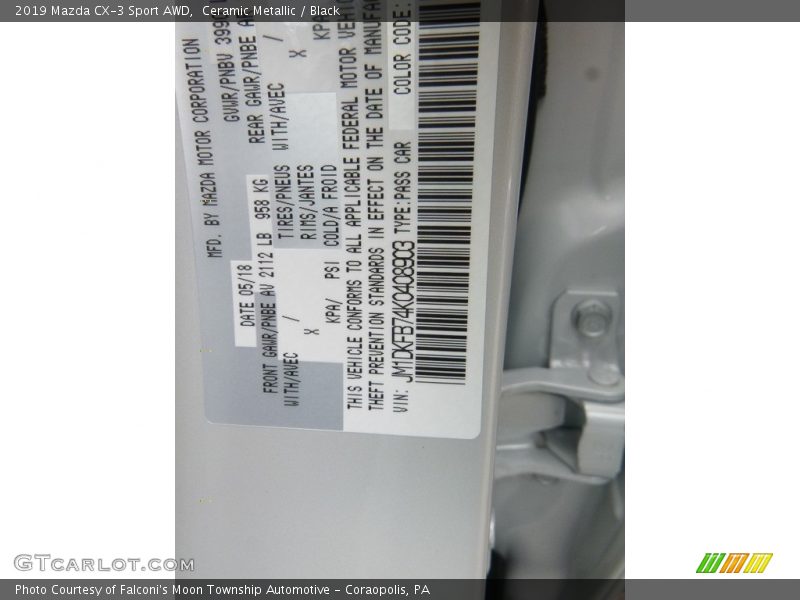 2019 Mazda CX-3 Sport AWD, Ceramic Metallic / Black
MFD. BY MAZDA MOTOR CORPORATION
DATE 05/18
GVWR/PNBV
FRONT GAWR/PNBE AV 2112 LB 958 KG
REAR GAWR/PNBE
WITH/AVEC / TIRES/PNEUS WITH/AVEC /
X RIMS/JANTES X
KPA/ PSI COLD/A FROID KPA
THIS VEHICLE CONFORMS TO ALL APPLICABLE FEDERAL MOTOR
THEFT PREVENTION STANDARDS IN EFFECT ON THE DATE OF
VIN: JM1DKFB74K0408903 TYPE: PASS CAR COLOR CODE:
GTCARLOT.COM
Photo Courtesy of Falconi's Moon Township Automotive - Coraopolis, PA